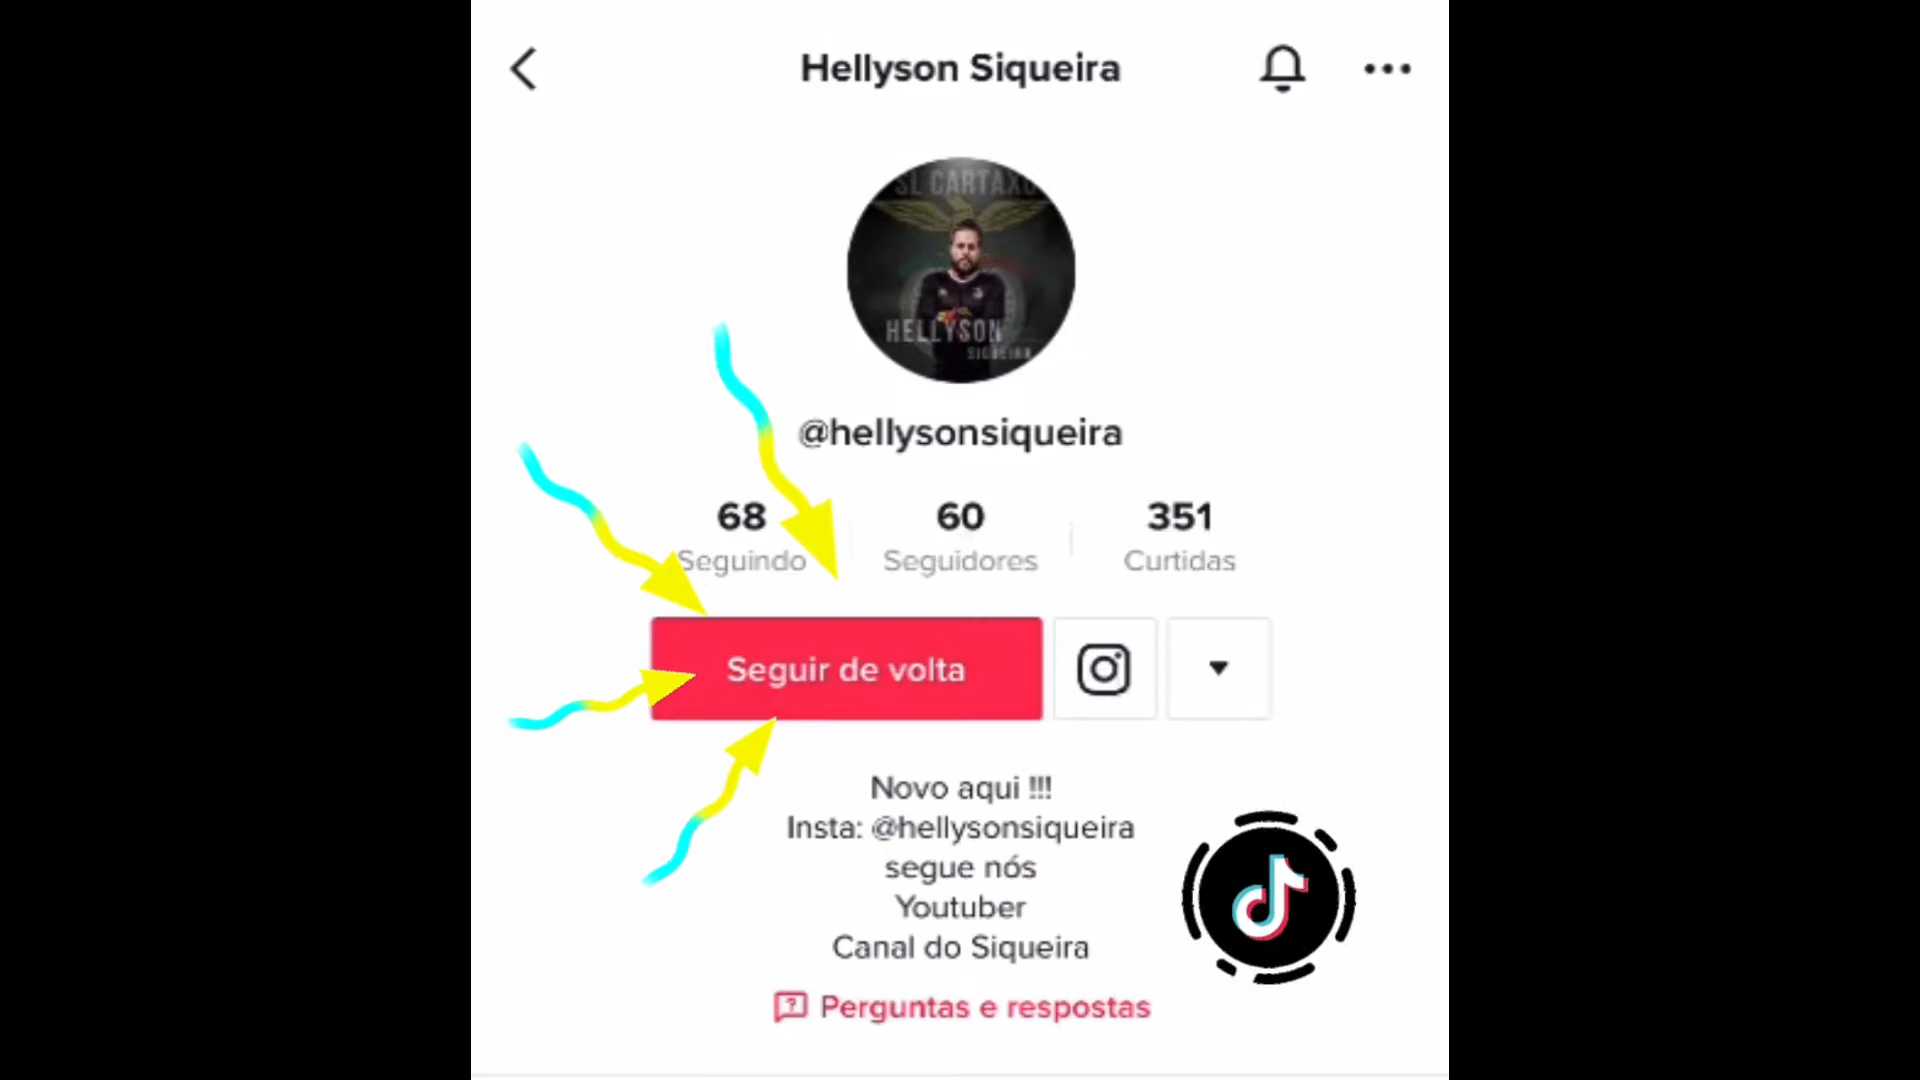 Hellyson Siqueira
SL CARTAXO
HELLYSON
SIQUEIRA
@hellysonsiqueira
68 60 351
Seguindo Seguidores Curtidas
Seguir de volta
Novo aqui !!!
Insta: @hellysonsiqueira
segue nós
Youtuber
Canal do Siqueira
Perguntas e respostas